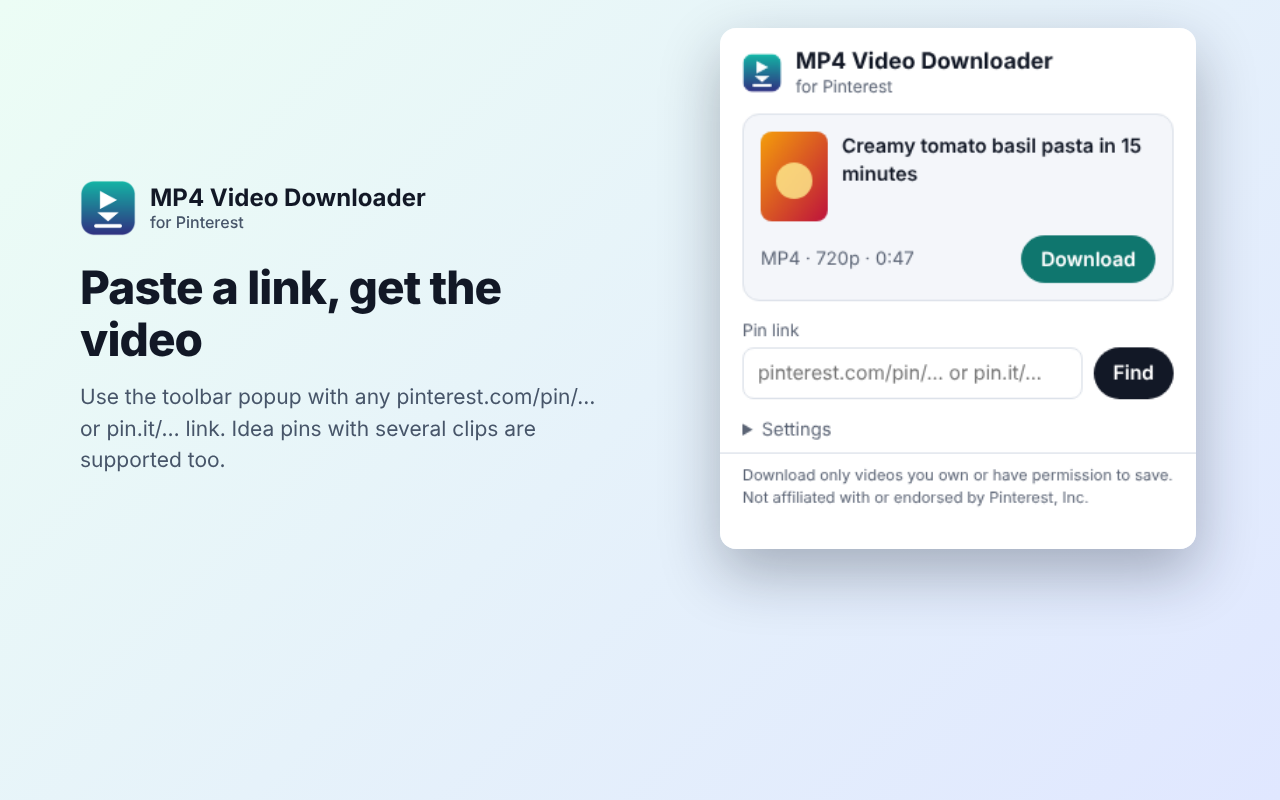 MP4 Video Downloader
for Pinterest
Paste a link, get the
video
Use the toolbar popup with any pinterest.com/pin/...
or pin.it/... link. Idea pins with several clips are
supported too.
MP4 Video Downloader
for Pinterest
Creamy tomato basil pasta in 15
minutes
MP4 · 720p · 0:47
Download
Pin link
pinterest.com/pin/... or pin.it/...
Find
Settings
Download only videos you own or have permission to save.
Not affiliated with or endorsed by Pinterest, Inc.